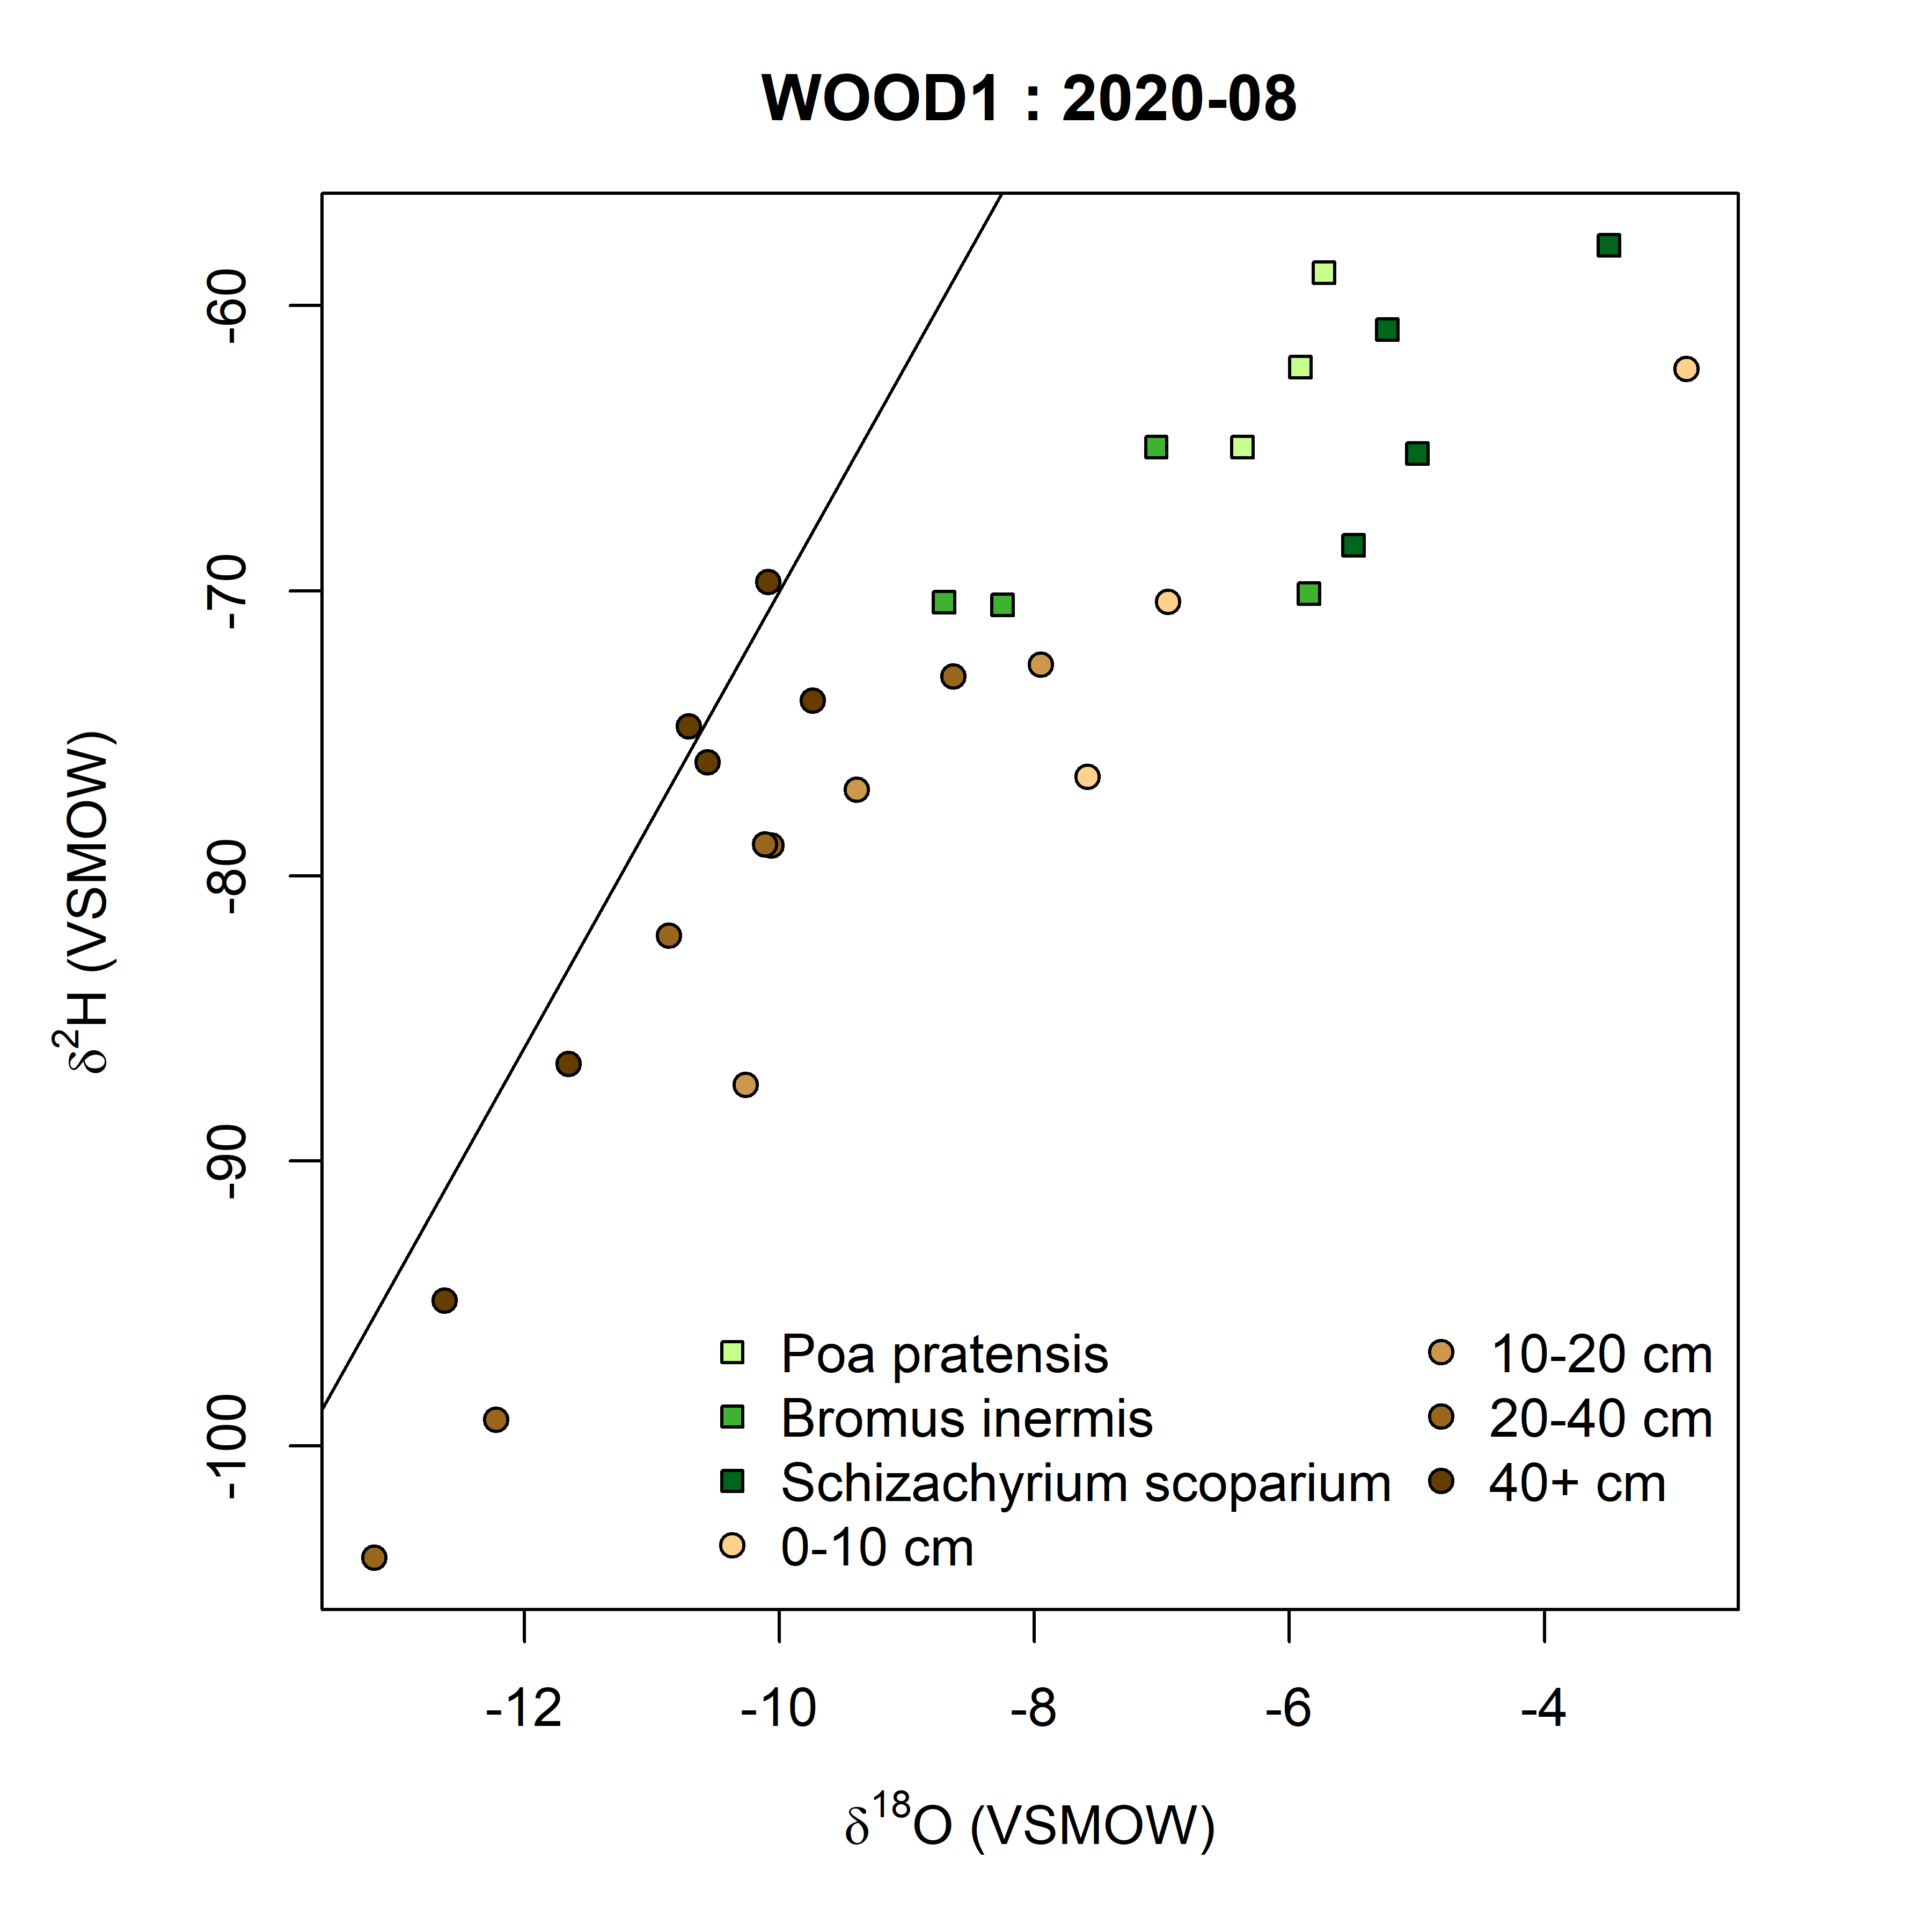 WOOD1 : 2020-08
δ²H (VSMOW)
-60
-70
-80
-90
-100
Poa pratensis
Bromus inermis
Schizachyrium scoparium
0-10 cm
10-20 cm
20-40 cm
40+ cm
-12 -10 -8 -6 -4
δ¹⁸O (VSMOW)